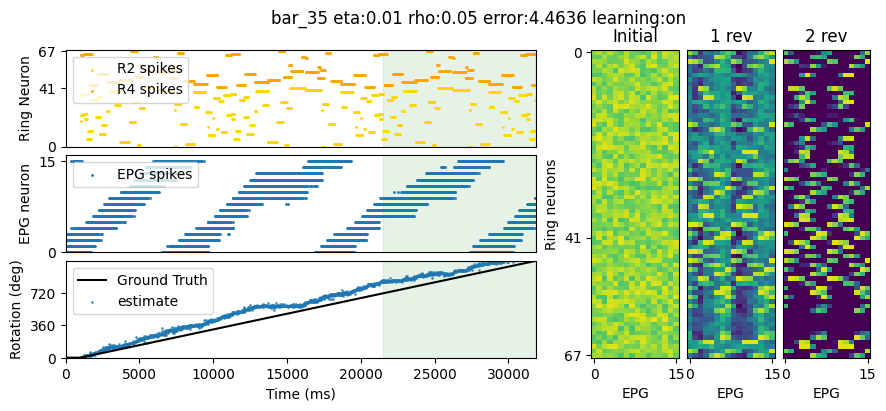 bar_35 eta:0.01 rho:0.05 error:4.4636 learning:on
Ring Neuron
67
41
0
R2 spikes
R4 spikes
EPG neuron
15
0
EPG spikes
Rotation (deg)
720
360
0
Ground Truth
estimate
0 5000 10000 15000 20000 25000 30000
Time (ms)
Initial 1 rev 2 rev
Ring neurons
0
41
67
0 15 0 15 0 15
EPG EPG EPG